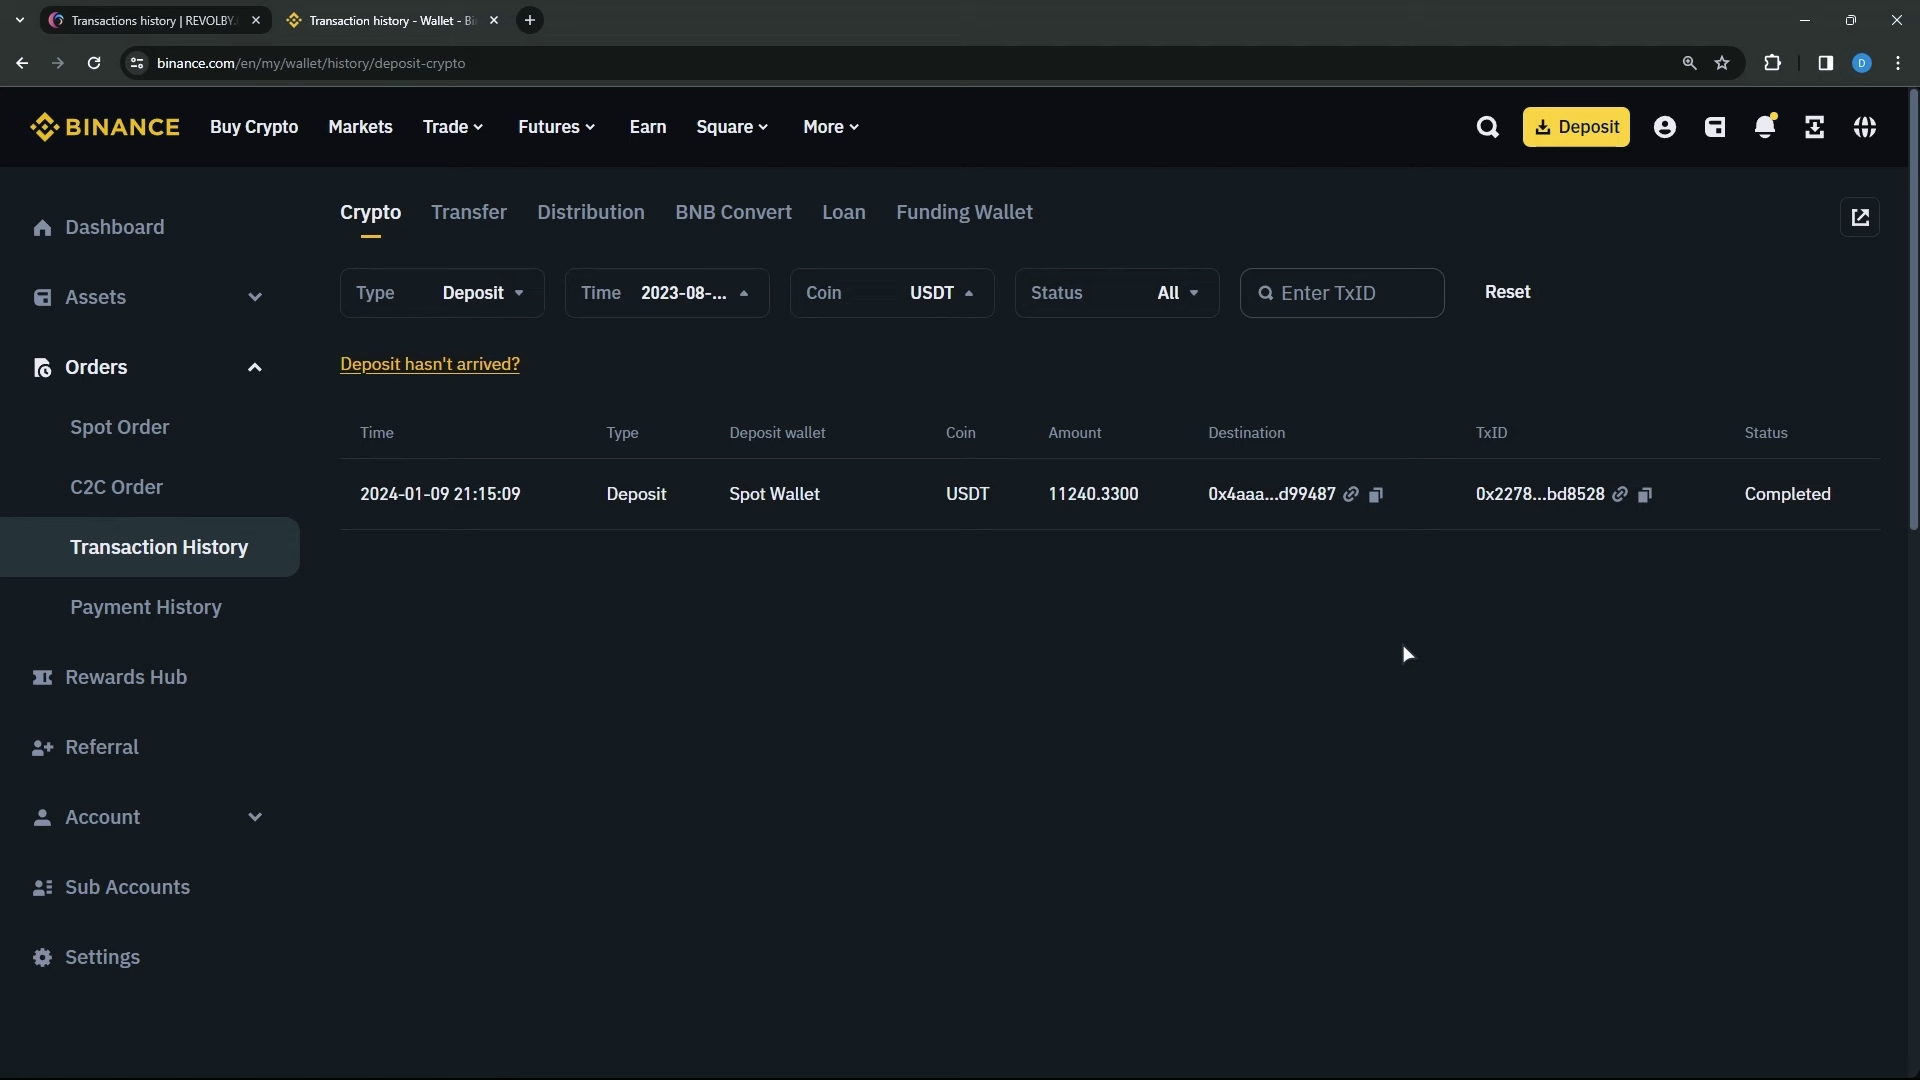 Transactions history | REVOLBY.
Transaction history - Wallet - Bi
binance.com/en/my/wallet/history/deposit-crypto
D
BINANCE
Buy Crypto
Markets
Trade
Futures
Earn
Square
More
Deposit
Dashboard
Assets
Orders
Spot Order
C2C Order
Transaction History
Payment History
Rewards Hub
Referral
Account
Sub Accounts
Settings
Crypto
Transfer
Distribution
BNB Convert
Loan
Funding Wallet
Type Deposit
Time 2023-08-...
Coin USDT
Status All
Enter TxID
Reset
Deposit hasn't arrived?
Time Type Deposit wallet Coin Amount Destination TxID Status
2024-01-09 21:15:09 Deposit Spot Wallet USDT 11240.3300 0x4aaa...d99487 0x2278...bd8528 Completed